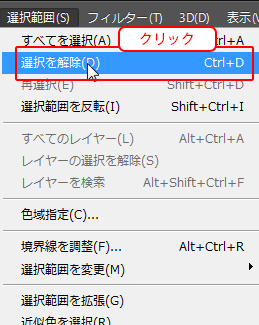 選択範囲(S) フィルター(T) 3D(D) 表示(V)
すべてを選択(A) Ctrl+A
クリック
選択を解除(D) Ctrl+D
再選択(E) Shift+Ctrl+D
選択範囲を反転(I) Shift+Ctrl+I
すべてのレイヤー(L) Alt+Ctrl+A
レイヤーの選択を解除(S)
レイヤーを検索 Alt+Shift+Ctrl+F
色域指定(C)...
境界線を調整(F)... Alt+Ctrl+R
選択範囲を変更(M)
選択範囲を拡張(G)
近似色を選択(R)